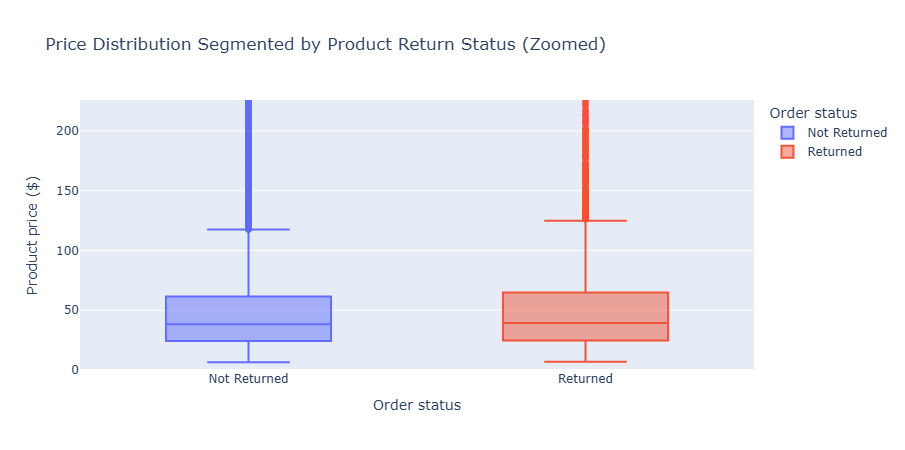 Price Distribution Segmented by Product Return Status (Zoomed)
Order status
Not Returned
Returned
Product price ($)
200
150
100
50
0
Not Returned
Returned
Order status